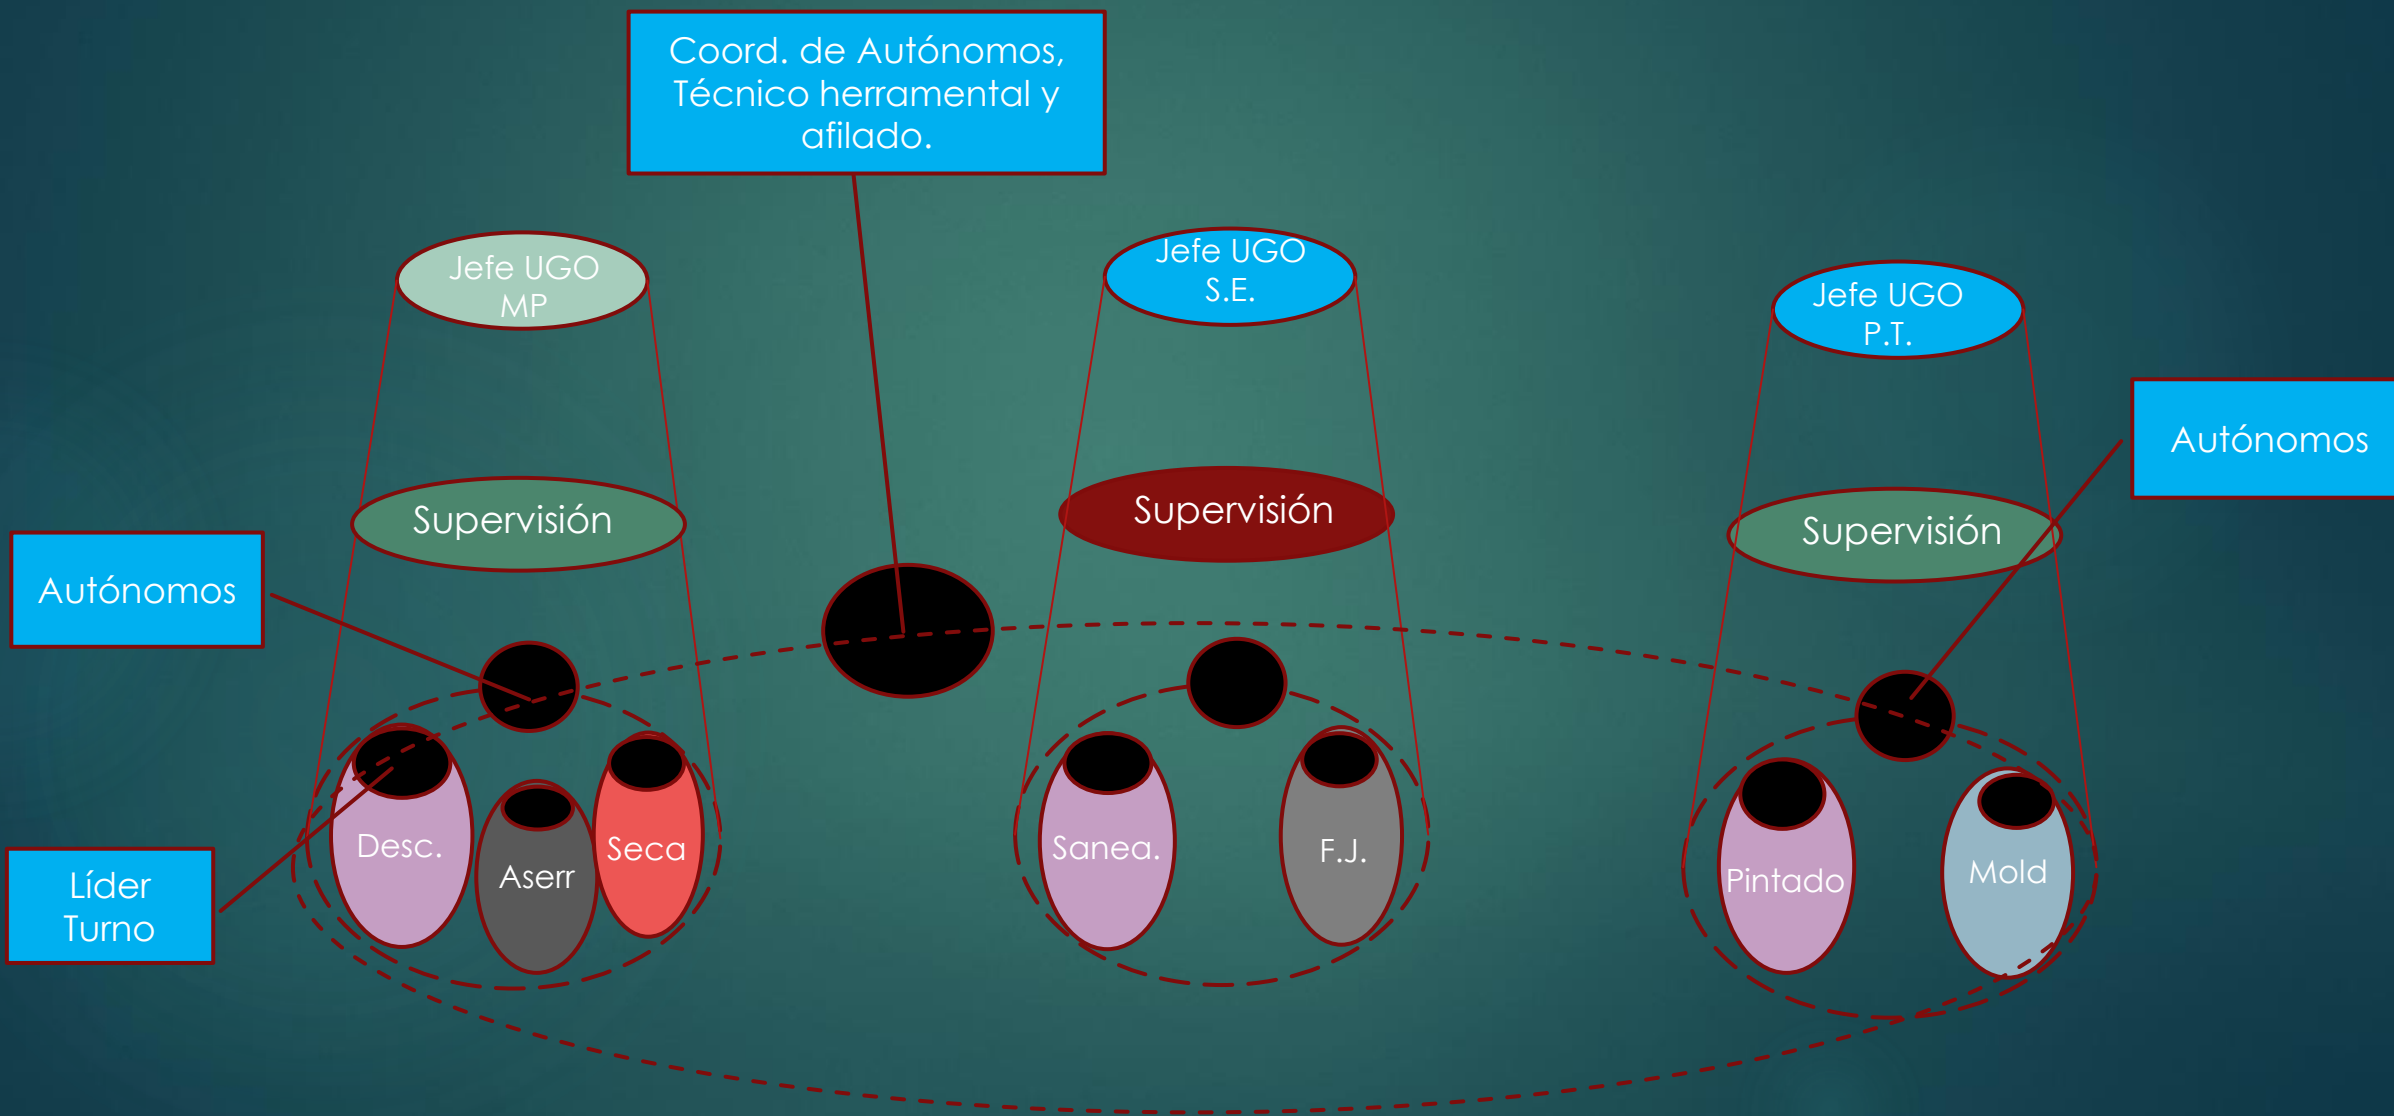 Coord. de Autónomos,
Técnico herramental y
afilado.
Jefe UGO
MP
Jefe UGO
S.E.
Jefe UGO
P.T.
Autónomos
Supervisión
Supervisión
Supervisión
Autónomos
Desc.
Aserr
Seca
Sanea.
F.J.
Pintado
Mold
Líder
Turno